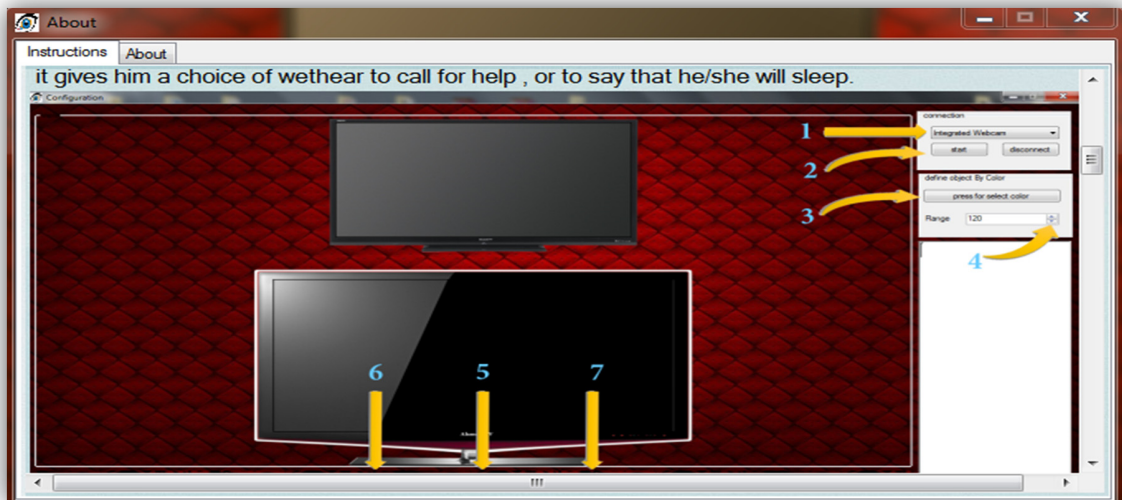 About
Instructions About
it gives him a choice of wethear to call for help , or to say that he/she will sleep.
Configuration
connection
1
Integrated Webcam
start disconnect
2
define object By Color
press for select color
3
Range 120
4
6 5 7